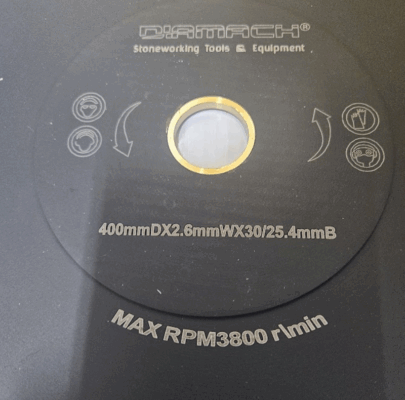 DIAMACH®
Stoneworking Tools & Equipment
400mmDX2.6mmWX30/25.4mmB
MAX RPM3800 r\min